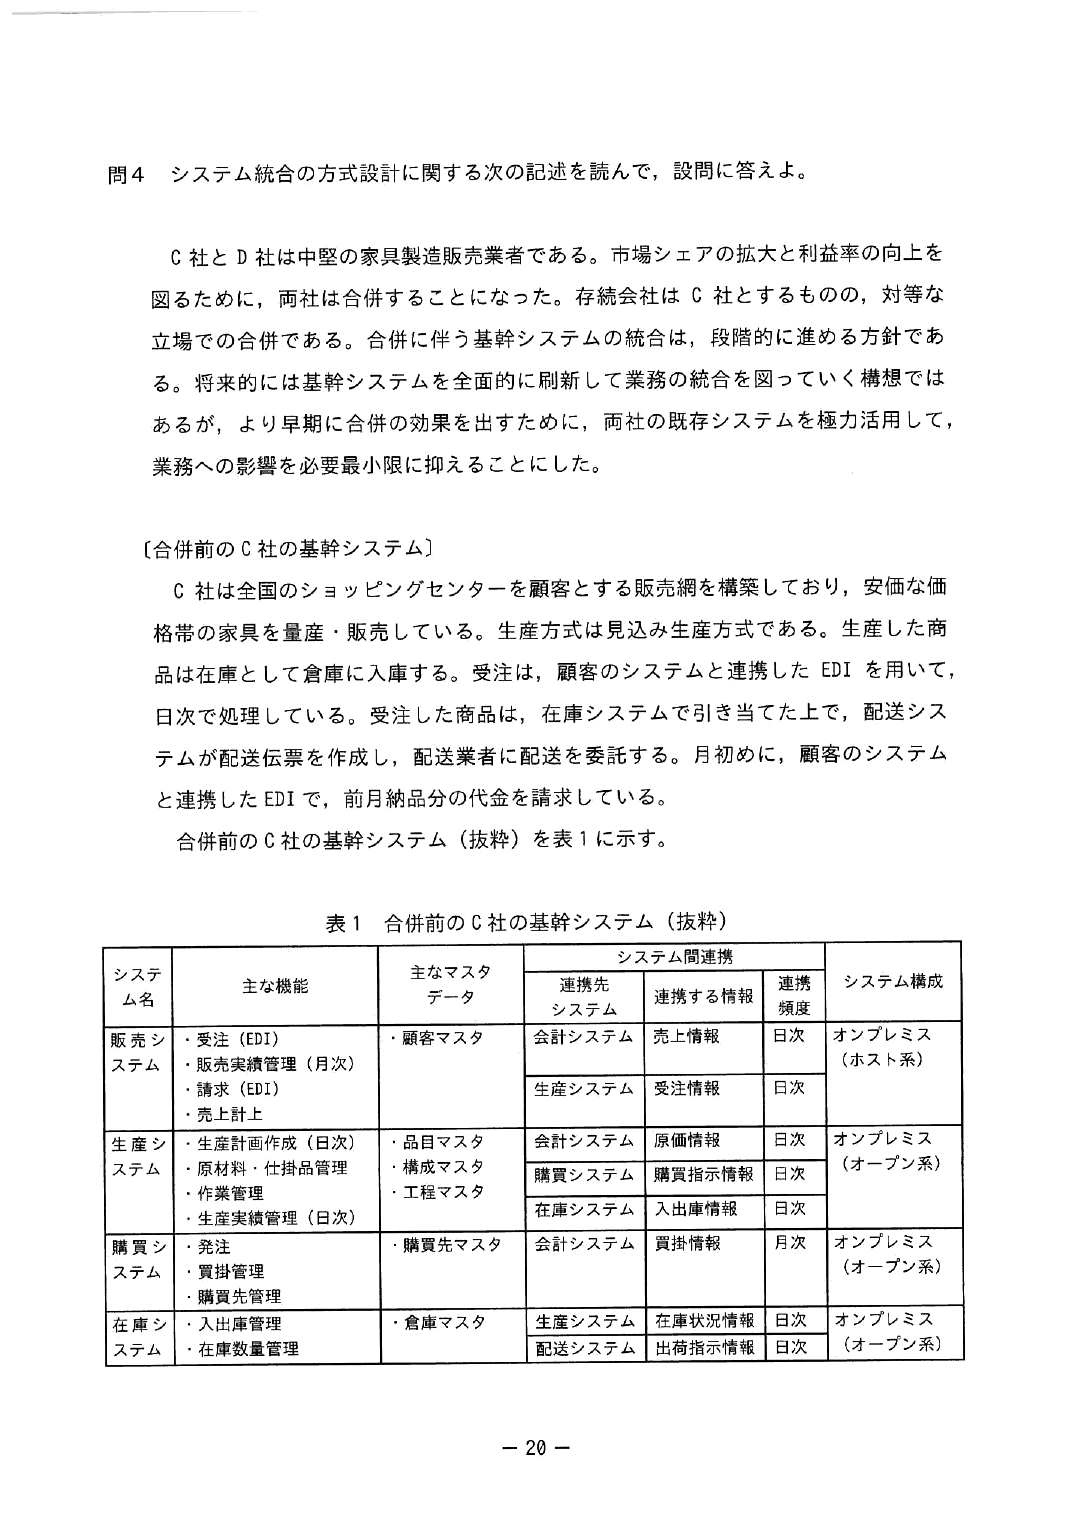 問4　システム統合の方式設計に関する次の記述を読んで，設問に答えよ。
C社とD社は中堅の家具製造販売業者である。市場シェアの拡大と利益率の向上を
図るために，両社は合併することになった。存続会社は C 社とするものの，対等な
立場での合併である。合併に伴う基幹システムの統合は，段階的に進める方針であ
る。将来的には基幹システムを全面的に刷新して業務の統合を図っていく構想では
あるが，より早期に合併の効果を出すために，両社の既存システムを極力活用して，
業務への影響を必要最小限に抑えることにした。
〔合併前のC社の基幹システム〕
C 社は全国のショッピングセンターを顧客とする販売網を構築しており，安価な価
格帯の家具を量産・販売している。生産方式は見込み生産方式である。生産した商
品は在庫として倉庫に入庫する。受注は，顧客のシステムと連携した EDI を用いて，
日次で処理している。受注した商品は，在庫システムで引き当てた上で，配送シス
テムが配送伝票を作成し，配送業者に配送を委託する。月初めに，顧客のシステム
と連携したEDIで，前月納品分の代金を請求している。
合併前のC社の基幹システム（抜粋）を表1に示す。
表1　合併前のC社の基幹システム（抜粋）
システム名　主な機能　主なマスタデータ　システム間連携　システム構成
連携先システム　連携する情報　連携頻度
販売システム　・受注（EDI）　・顧客マスタ　会計システム　売上情報　日次　オンプレミス
・販売実績管理（月次）　（ホスト系）
・請求（EDI）　生産システム　受注情報　日次
・売上計上
生産システム　・生産計画作成（日次）　・品目マスタ　会計システム　原価情報　日次　オンプレミス
・原材料・仕掛品管理　・構成マスタ　購買システム　購買指示情報　日次　（オープン系）
・作業管理　・工程マスタ　在庫システム　入出庫情報　日次
・生産実績管理（日次）
購買システム　・発注　・購買先マスタ　会計システム　買掛情報　月次　オンプレミス
・買掛管理　（オープン系）
・購買先管理
在庫システム　・入出庫管理　・倉庫マスタ　生産システム　在庫状況情報　日次　オンプレミス
・在庫数量管理　配送システム　出荷指示情報　日次　（オープン系）
－ 20 －